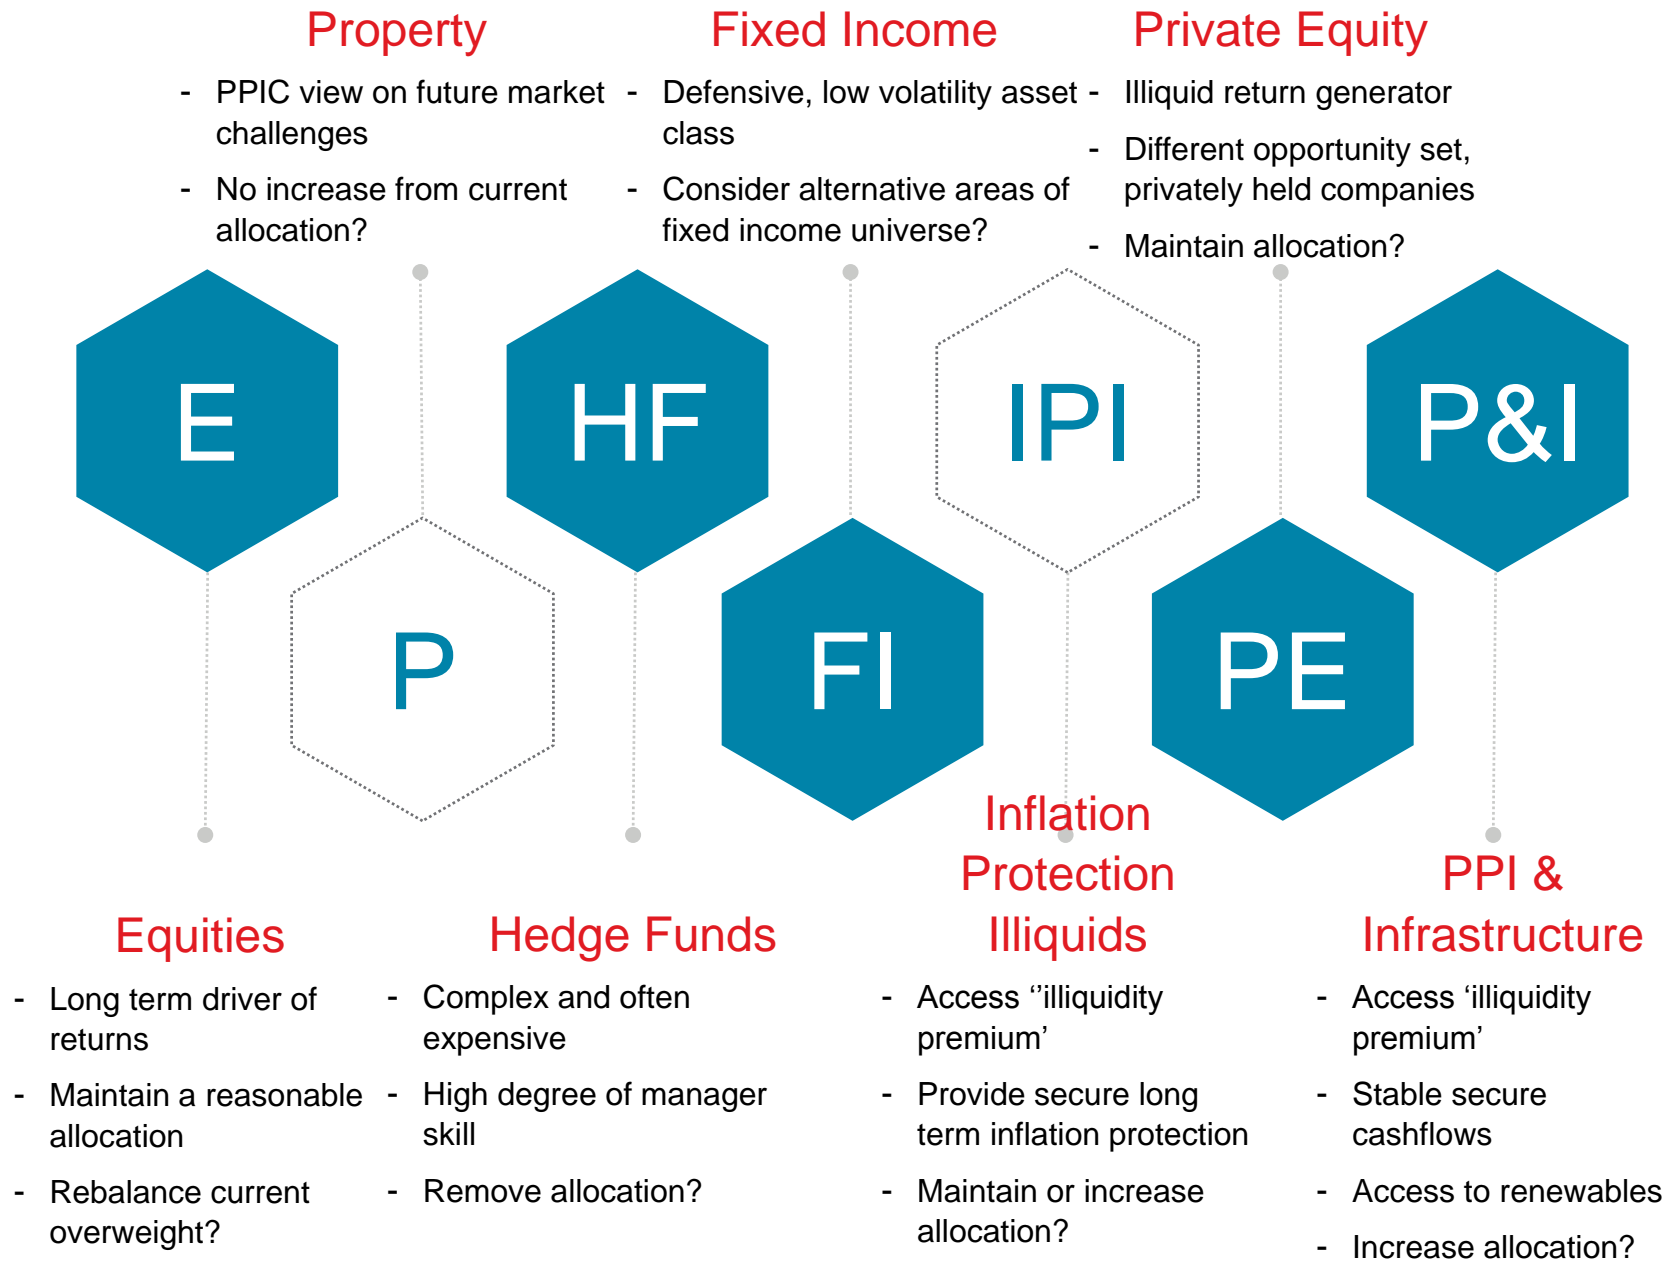 Property
- PPIC view on future market
challenges
- No increase from current
allocation?
Fixed Income
- Defensive, low volatility asset
class
- Consider alternative areas of
fixed income universe?
Private Equity
- Illiquid return generator
- Different opportunity set,
privately held companies
- Maintain allocation?
E
HF
IPI
P&I
P
FI
PE
Equities
- Long term driver of
returns
- Maintain a reasonable
allocation
- Rebalance current
overweight?
Hedge Funds
- Complex and often
expensive
- High degree of manager
skill
- Remove allocation?
Inflation
Protection
Illiquids
- Access ‘’illiquidity
premium’
- Provide secure long
term inflation protection
- Maintain or increase
allocation?
PPI &
Infrastructure
- Access ‘illiquidity
premium’
- Stable secure
cashflows
- Access to renewables
- Increase allocation?